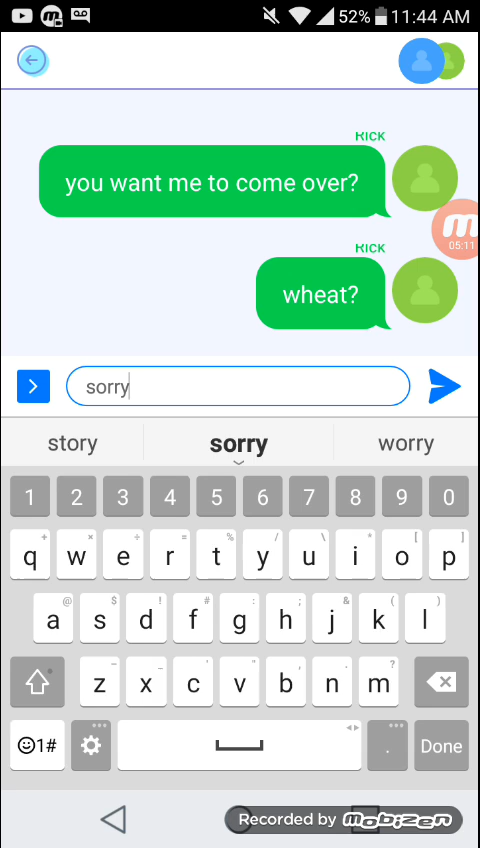 52% 11:44 AM
RICK
you want me to come over?
05:11
RICK
wheat?
sorry
story sorry worry
1 2 3 4 5 6 7 8 9 0
+ × ÷ = % / \ * [ ]
q w e r t y u i o p
@ $ ! # : ; & ( )
a s d f g h j k l
- _ ' " , . ?
z x c v b n m
1# . Done
Recorded by Mobizen